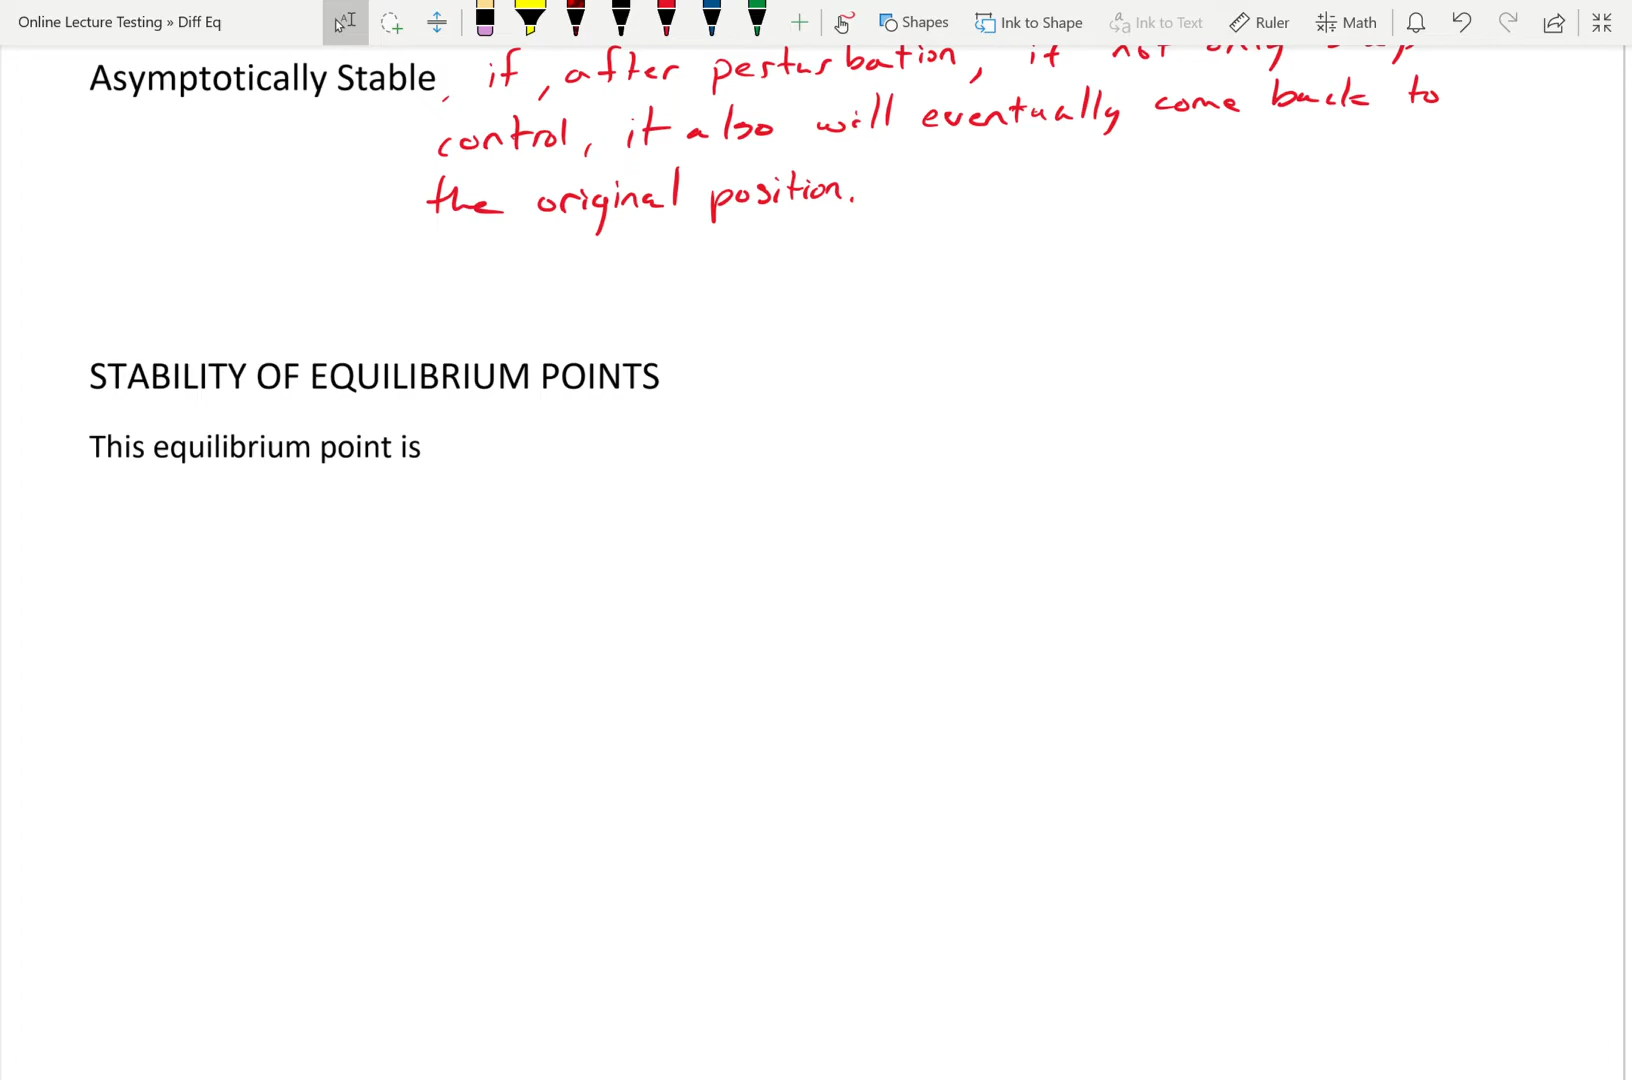 Online Lecture Testing » Diff Eq
Shapes
Ink to Shape
Ink to Text
Ruler
Math
Asymptotically Stable if, after perturbation, it not only
control, it also will eventually come back to
the original position.
STABILITY OF EQUILIBRIUM POINTS
This equilibrium point is